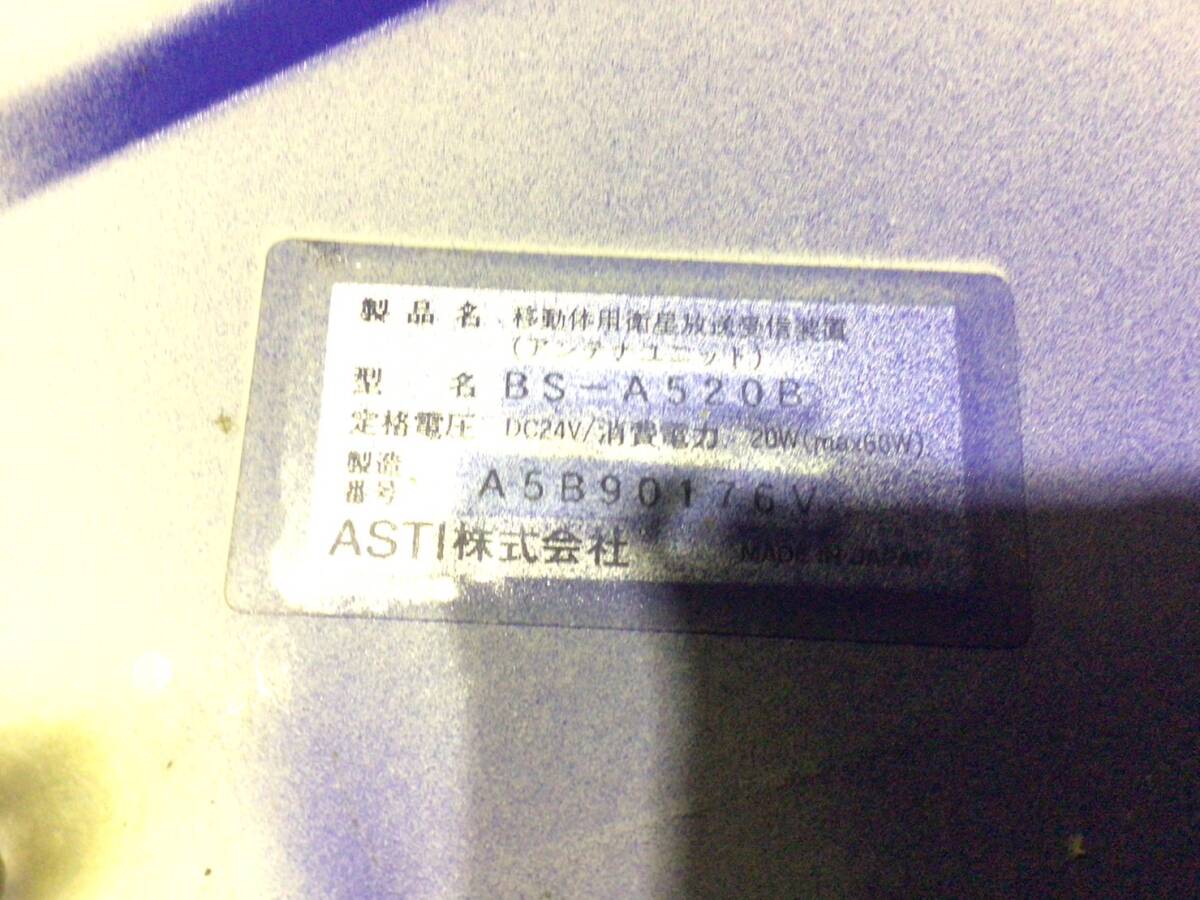 製品名 移動体用衛星放送受信装置
(アンテナユニット)
型名 BS-A520B
定格電圧 DC24V/消費電力 20W(max60W)
製造
番号 A5B90176V
ASTI株式会社 MADE IN JAPAN